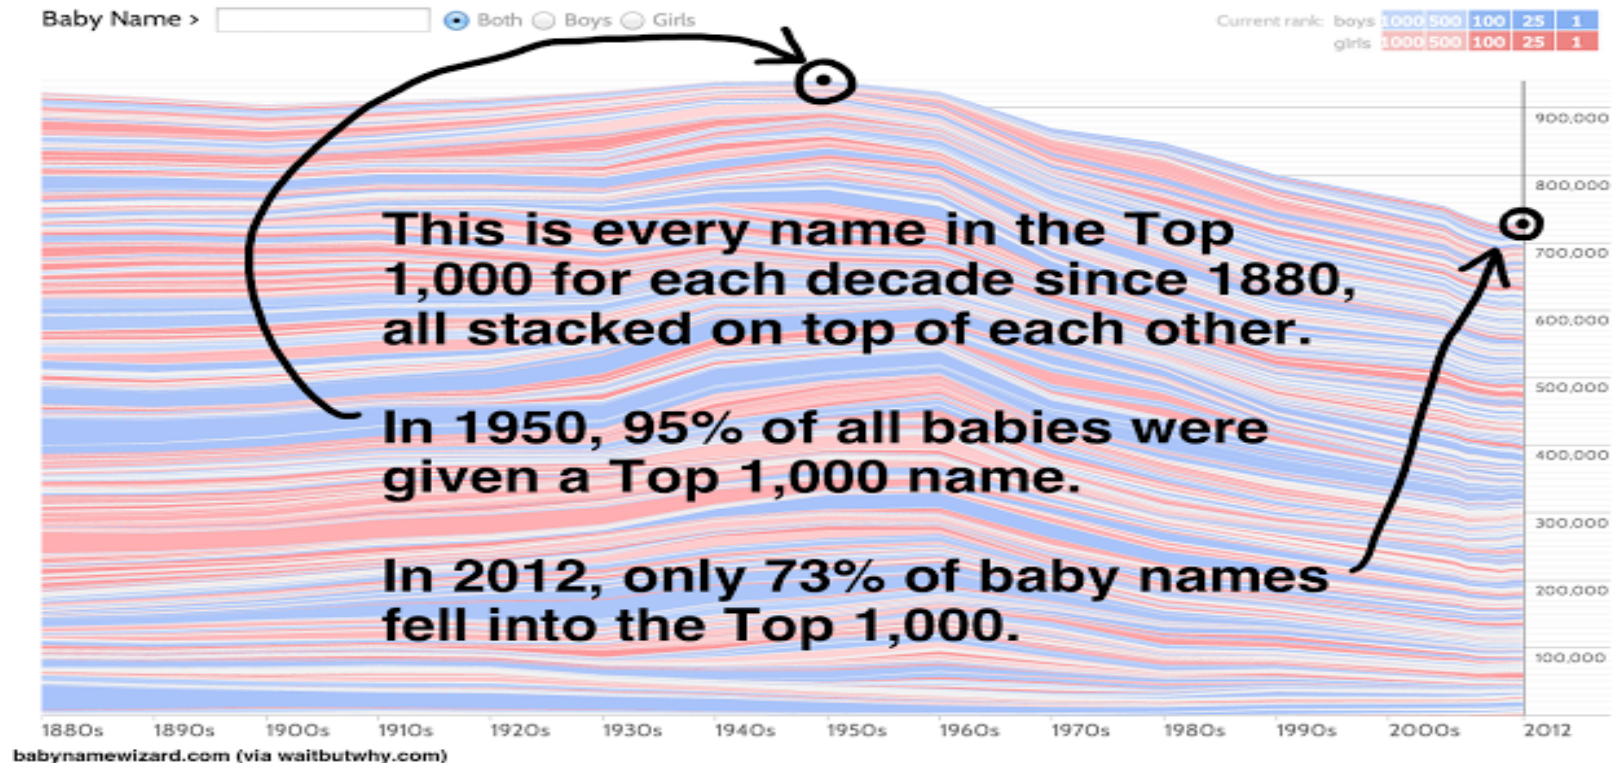 Baby Name > Both Boys Girls
Current rank: boys 1000 500 100 25 1
girls 1000 500 100 25 1
900,000
800,000
This is every name in the Top
700,000
1,000 for each decade since 1880,
600,000
all stacked on top of each other.
500,000
In 1950, 95% of all babies were
400,000
given a Top 1,000 name.
300,000
In 2012, only 73% of baby names
200,000
fell into the Top 1,000.
100,000
1880s 1890s 1900s 1910s 1920s 1930s 1940s 1950s 1960s 1970s 1980s 1990s 2000s 2012
babynamewizard.com (via waitbutwhy.com)